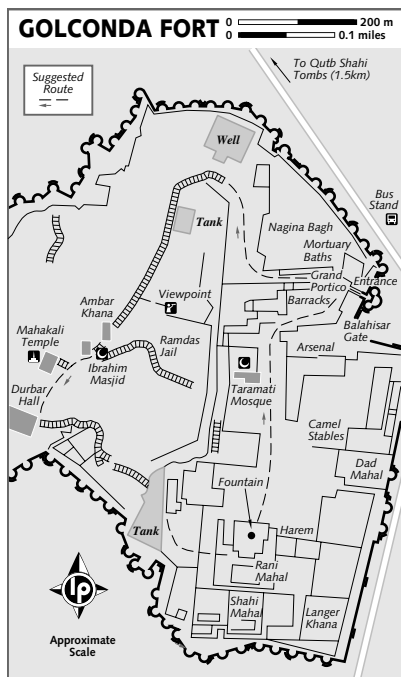 GOLCONDA FORT
0 200 m
0 0.1 miles
Suggested
Route
To Qutb Shahi
Tombs (1.5km)
Well
Bus
Stand
Tank
Nagina Bagh
Mortuary
Baths
Grand
Portico
Entrance
Viewpoint
Barracks
Ambar
Khana
Balahisar
Gate
Mahakali
Temple
Ramdas
Jail
Arsenal
Ibrahim
Masjid
Durbar
Hall
Taramati
Mosque
Camel
Stables
Dad
Mahal
Fountain
Tank
Harem
Rani
Mahal
lp
Shahi
Mahal
Langer
Khana
Approximate
Scale